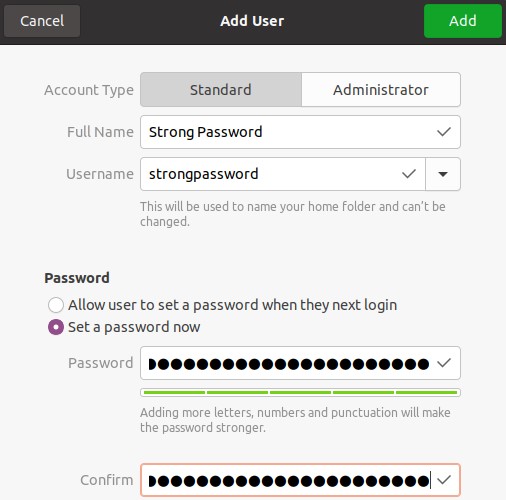 Cancel Add User Add
Account Type Standard Administrator
Full Name Strong Password
Username strongpassword
This will be used to name your home folder and can't be
changed.
Password
Allow user to set a password when they next login
Set a password now
Password ●●●●●●●●●●●●●●●●●●●●●●
Adding more letters, numbers and punctuation will make
the password stronger.
Confirm ●●●●●●●●●●●●●●●●●●●●●●